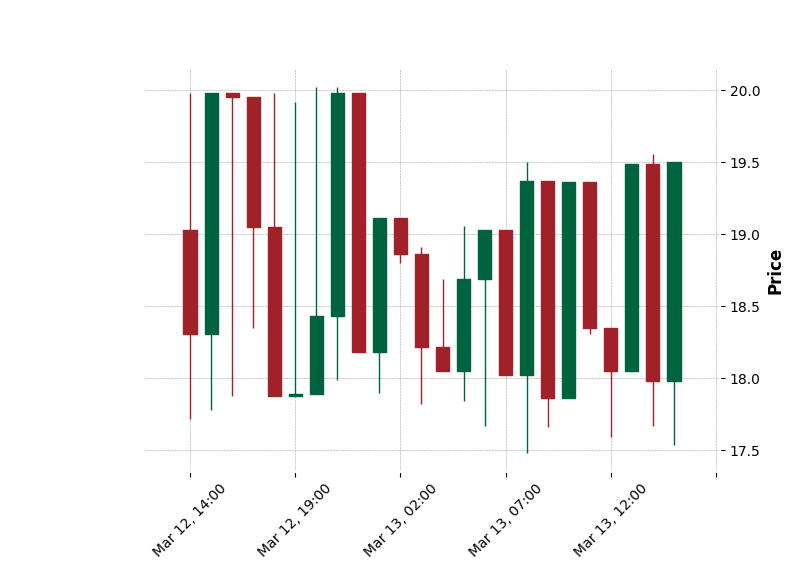 20.0
19.5
19.0
18.5
18.0
17.5
Price
Mar 12, 14:00
Mar 12, 19:00
Mar 13, 02:00
Mar 13, 07:00
Mar 13, 12:00